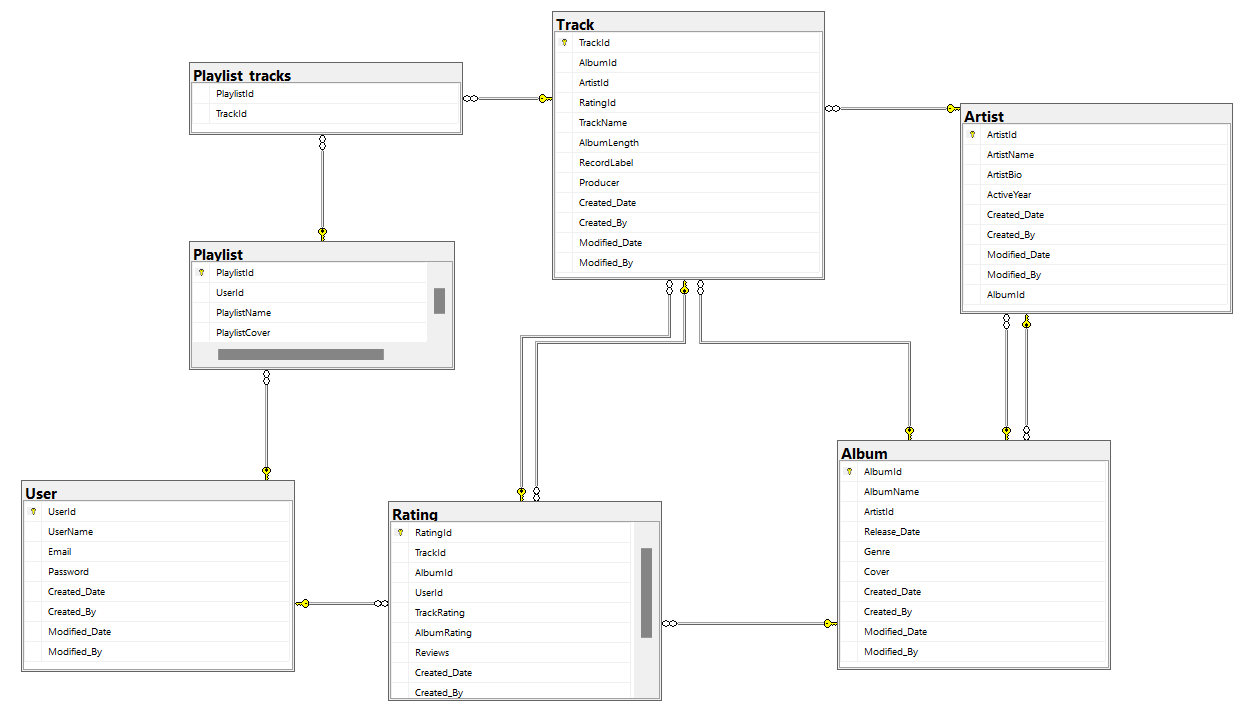 Track
TrackId
AlbumId
ArtistId
RatingId
TrackName
AlbumLength
RecordLabel
Producer
Created_Date
Created_By
Modified_Date
Modified_By
Playlist_tracks
PlaylistId
TrackId
Artist
ArtistId
ArtistName
ArtistBio
ActiveYear
Created_Date
Created_By
Modified_Date
Modified_By
AlbumId
Playlist
PlaylistId
UserId
PlaylistName
PlaylistCover
User
UserId
UserName
Email
Password
Created_Date
Created_By
Modified_Date
Modified_By
Rating
RatingId
TrackId
AlbumId
UserId
TrackRating
AlbumRating
Reviews
Created_Date
Created_By
Album
AlbumId
AlbumName
ArtistId
Release_Date
Genre
Cover
Created_Date
Created_By
Modified_Date
Modified_By